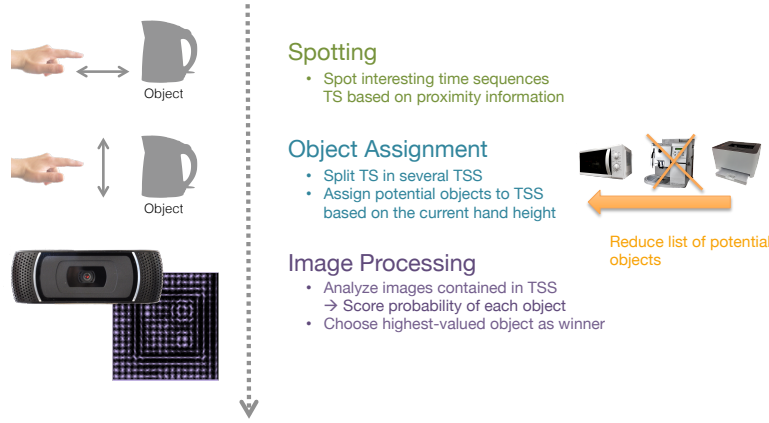 Object
Object
Spotting
• Spot interesting time sequences
TS based on proximity information
Object Assignment
• Split TS in several TSS
• Assign potential objects to TSS
based on the current hand height
Reduce list of potential
objects
Image Processing
• Analyze images contained in TSS
→ Score probability of each object
• Choose highest-valued object as winner